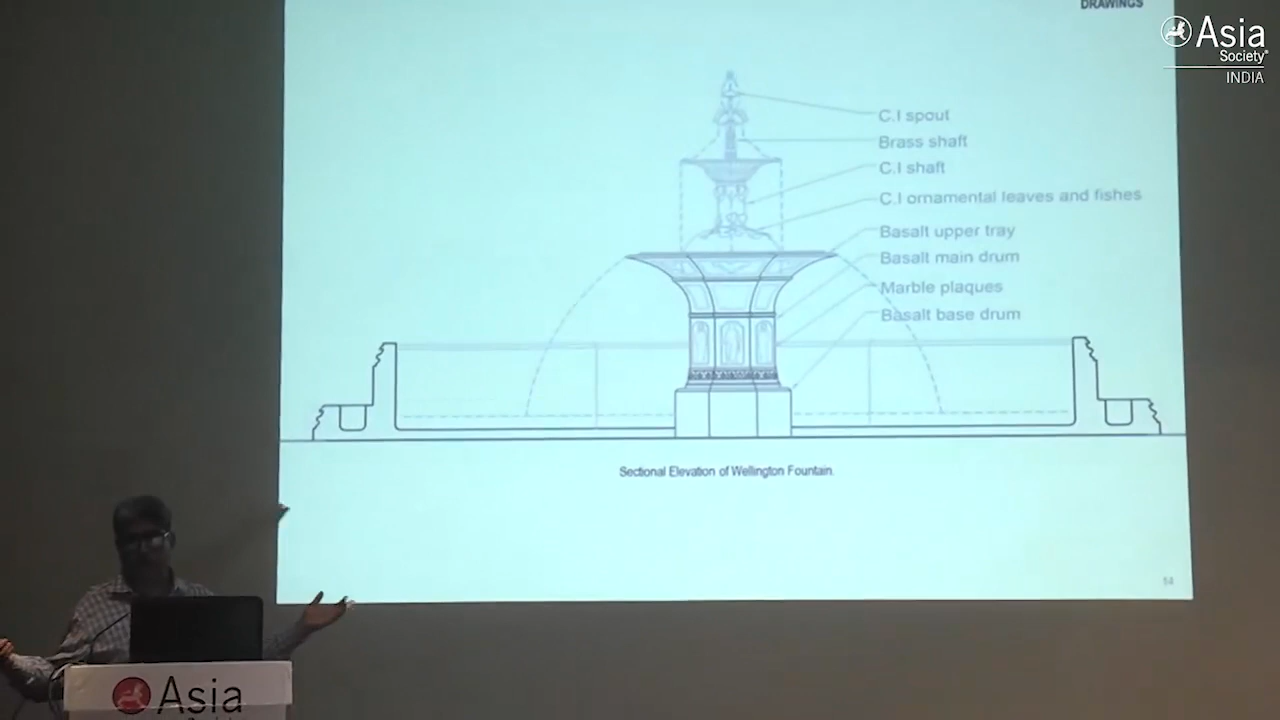 DRAWINGS
Asia
Society
INDIA
C.I spout
Brass shaft
C.I shaft
C.I ornamental leaves and fishes
Basalt upper tray
Basalt main drum
Marble plaques
Basalt base drum
Sectional Elevation of Wellington Fountain.
14
Asia